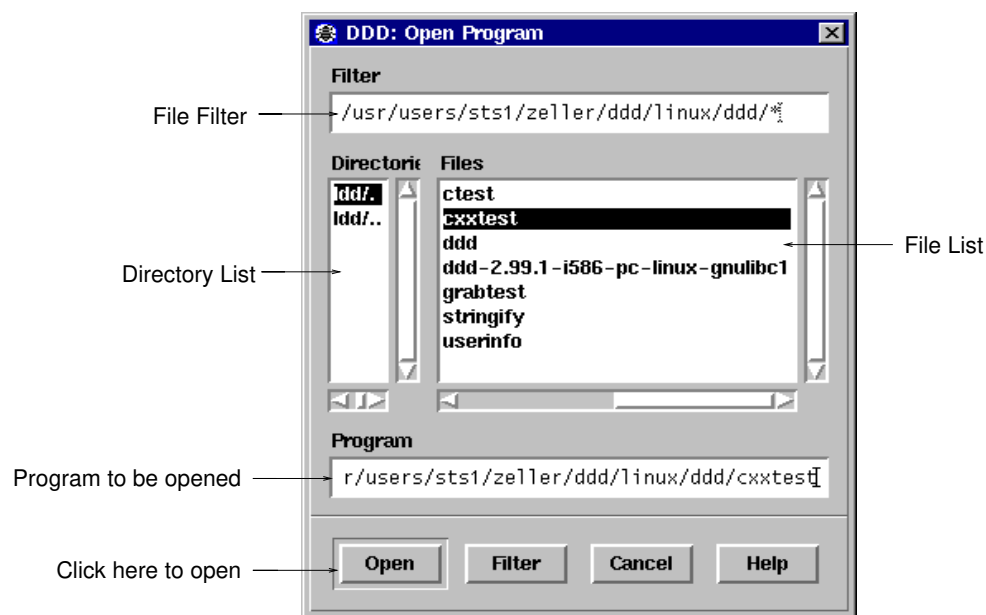 DDD: Open Program
Filter
File Filter
/usr/users/sts1/zeller/ddd/linux/ddd/*
Directorie Files
ldd/.
ldd/..
Directory List
ctest
cxxtest
ddd
ddd-2.99.1-i586-pc-linux-gnulibc1
grabtest
stringify
userinfo
File List
Program
Program to be opened
r/users/sts1/zeller/ddd/linux/ddd/cxxtest
Click here to open
Open Filter Cancel Help